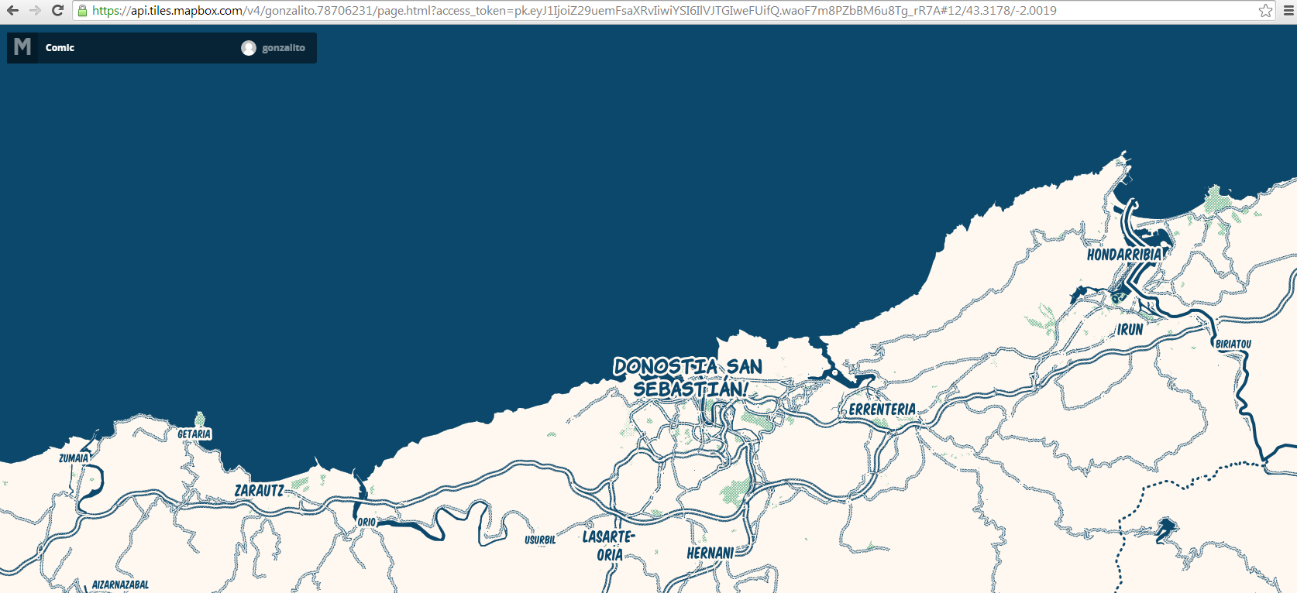 https://api.tiles.mapbox.com/v4/gonzalito.78706231/page.html?access_token=pk.eyJ1IjoiZ29uemFsaXRvIiwiYSI6IlVJTGIweFUifQ.waoF7m8PZbBM6u8Tg_rR7A#12/43.3178/-2.0019
M Comic gonzalito
HONDARRIBIA
IRUN
BIRIATOU
DONOSTIA SAN
SEBASTIÁN!
ERRENTERIA
GETARIA
ZUMAIA
ZARAUTZ
ORIO
USURBIL
LASARTE-
ORIA
HERNANI
AIZARNAZABAL